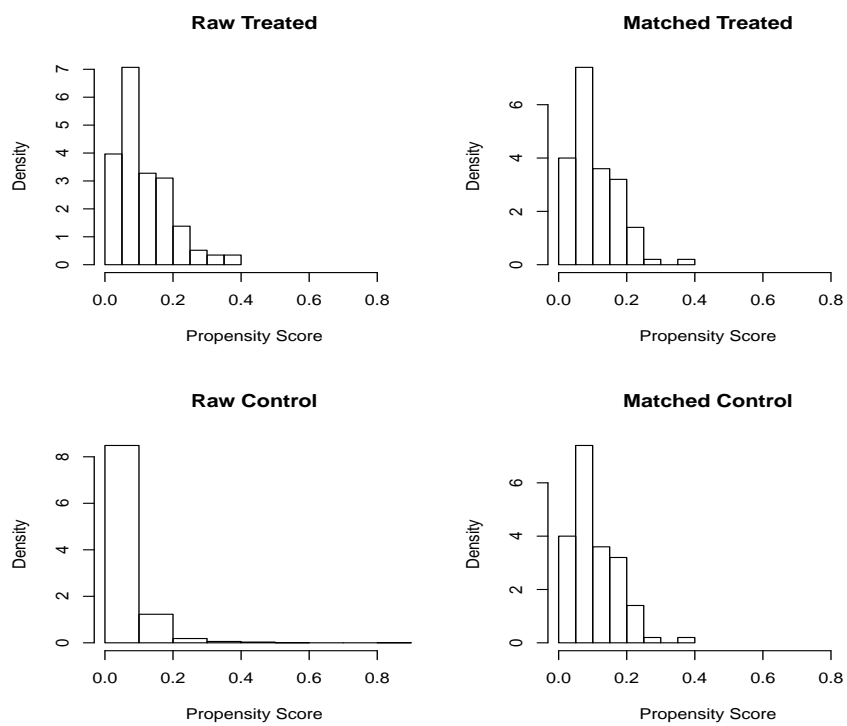 Raw Treated
Density
0 1 2 3 4 5 6 7
0.0 0.2 0.4 0.6 0.8
Propensity Score
Matched Treated
Density
0 2 4 6
0.0 0.2 0.4 0.6 0.8
Propensity Score
Raw Control
Density
0 2 4 6 8
0.0 0.2 0.4 0.6 0.8
Propensity Score
Matched Control
Density
0 2 4 6
0.0 0.2 0.4 0.6 0.8
Propensity Score